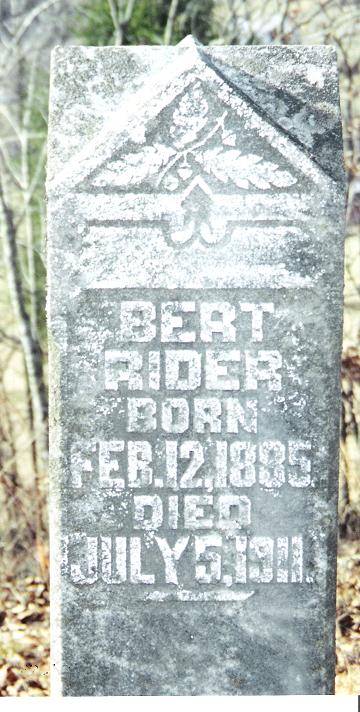 BERT
RIDER
BORN
FEB.12,1885
DIED
JULY 5,1911.